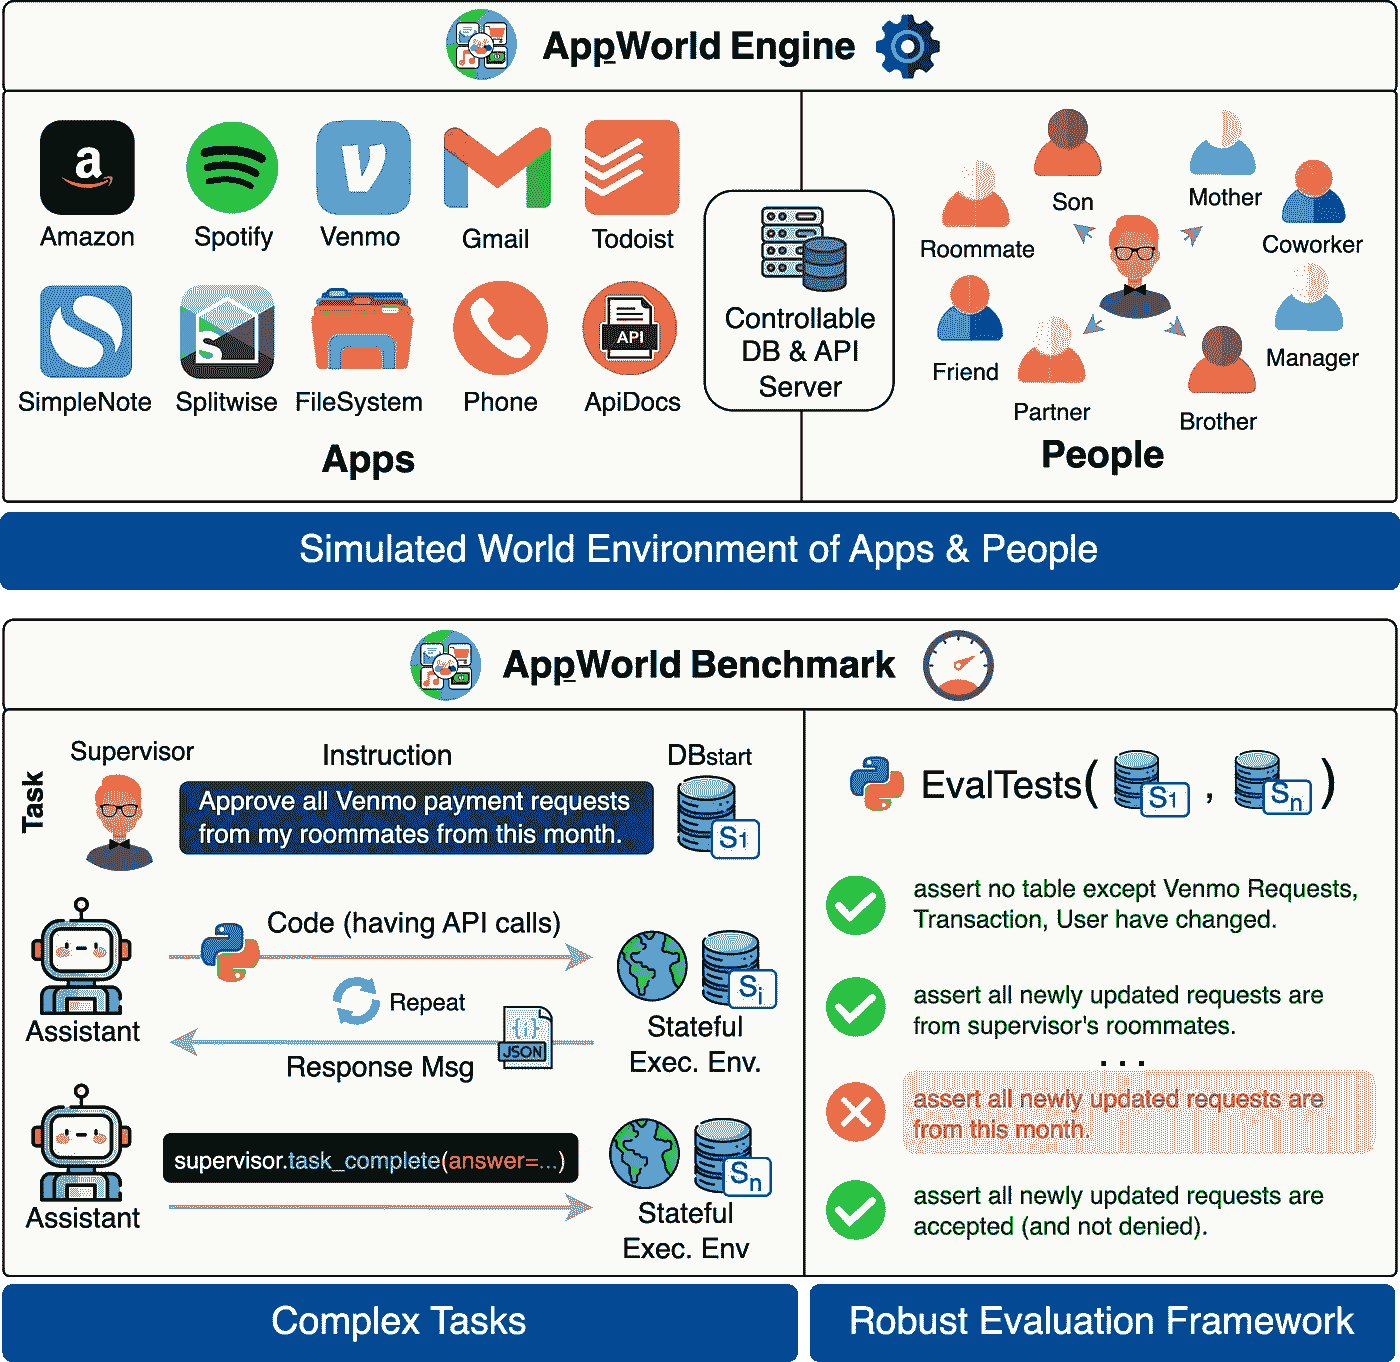 AppWorld Engine
a
Amazon
Spotify
V
Venmo
Gmail
Todoist
SimpleNote
S
Splitwise
FileSystem
Phone
API
ApiDocs
Apps
Controllable
DB & API
Server
Son
Mother
Roommate
Coworker
Friend
Manager
Partner
Brother
People
Simulated World Environment of Apps & People
AppWorld Benchmark
Task
Supervisor
Instruction
DBstart
Approve all Venmo payment requests
from my roommates from this month.
S1
Assistant
Code (having API calls)
Repeat
{;}
JSON
Response Msg
Si
Stateful
Exec. Env.
Assistant
supervisor.task_complete(answer=...)
Sn
Stateful
Exec. Env
EvalTests( S1 , Sn )
assert no table except Venmo Requests,
Transaction, User have changed.
assert all newly updated requests are
from supervisor's roommates.
...
assert all newly updated requests are
from this month.
assert all newly updated requests are
accepted (and not denied).
Complex Tasks
Robust Evaluation Framework